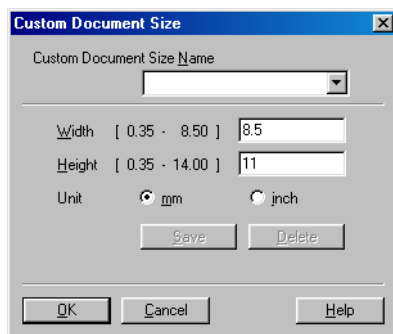 Custom Document Size
Custom Document Size Name
Width [ 0.35 - 8.50 ] 8.5
Height [ 0.35 - 14.00 ] 11
Unit mm inch
Save Delete
OK Cancel Help